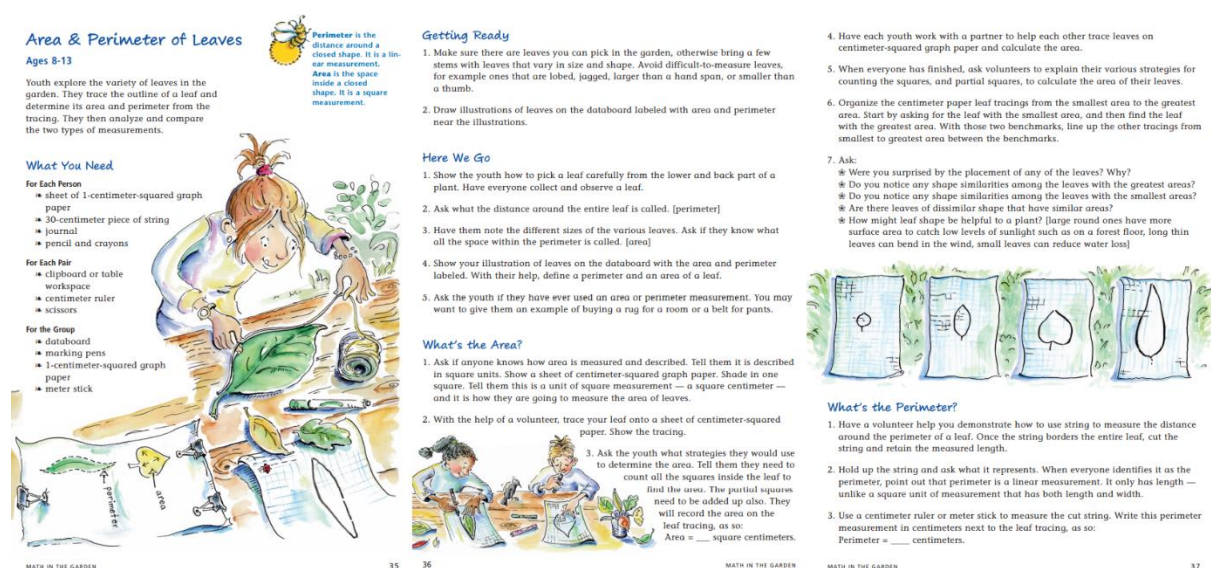 Area & Perimeter of Leaves
Ages 8-13
Youth explore the variety of leaves in the
garden. They trace the outline of a leaf and
determine its area and perimeter from the
tracing. They then analyze and compare
the two types of measurements.
Perimeter is the
distance around a
closed shape. It is a lin-
ear measurement.
Area is the space
inside a closed
shape. It is a square
measurement.
What You Need
For Each Person
❧ sheet of 1-centimeter-squared graph
paper
❧ 30-centimeter piece of string
❧ journal
❧ pencil and crayons
For Each Pair
❧ clipboard or table
workspace
❧ centimeter ruler
❧ scissors
For the Group
❧ databoard
❧ marking pens
❧ 1-centimeter-squared graph
paper
❧ meter stick
perimeter
area
35
Getting Ready
1. Make sure there are leaves you can pick in the garden, otherwise bring a few
stems with leaves that vary in size and shape. Avoid difficult-to-measure leaves,
for example ones that are lobed, jagged, larger than a hand span, or smaller than
a thumb.
2. Draw illustrations of leaves on the databoard labeled with area and perimeter
near the illustrations.
Here We Go
1. Show the youth how to pick a leaf carefully from the lower and back part of a
plant. Have everyone collect and observe a leaf.
2. Ask what the distance around the entire leaf is called. [perimeter]
3. Have them note the different sizes of the various leaves. Ask if they know what
all the space within the perimeter is called. [area]
4. Show your illustration of leaves on the databoard with the area and perimeter
labeled. With their help, define a perimeter and an area of a leaf.
5. Ask the youth if they have ever used an area or perimeter measurement. You may
want to give them an example of buying a rug for a room or a belt for pants.
What's the Area?
1. Ask if anyone knows how area is measured and described. Tell them it is described
in square units. Show a sheet of centimeter-squared graph paper. Shade in one
square. Tell them this is a unit of square measurement — a square centimeter —
and it is how they are going to measure the area of leaves.
2. With the help of a volunteer, trace your leaf onto a sheet of centimeter-squared
paper. Show the tracing.
3. Ask the youth what strategies they would use
to determine the area. Tell them they need to
count all the squares inside the leaf to
find the area. The partial squares
need to be added up also. They
will record the area on the
leaf tracing, as so:
Area = ___ square centimeters.
36
MATH IN THE GARDEN
4. Have each youth work with a partner to help each other trace leaves on
centimeter-squared graph paper and calculate the area.
5. When everyone has finished, ask volunteers to explain their various strategies for
counting the squares, and partial squares, to calculate the area of their leaves.
6. Organize the centimeter paper leaf tracings from the smallest area to the greatest
area. Start by asking for the leaf with the smallest area, and then find the leaf
with the greatest area. With those two benchmarks, line up the other tracings from
smallest to greatest area between the benchmarks.
7. Ask:
❀ Were you surprised by the placement of any of the leaves? Why?
❀ Do you notice any shape similarities among the leaves with the greatest areas?
❀ Do you notice any shape similarities among the leaves with the smallest areas?
❀ Are there leaves of dissimilar shape that have similar areas?
❀ How might leaf shape be helpful to a plant? [large round ones have more
surface area to catch low levels of sunlight such as on a forest floor, long thin
leaves can bend in the wind, small leaves can reduce water loss]
What's the Perimeter?
1. Have a volunteer help you demonstrate how to use string to measure the distance
around the perimeter of a leaf. Once the string borders the entire leaf, cut the
string and retain the measured length.
2. Hold up the string and ask what it represents. When everyone identifies it as the
perimeter, point out that perimeter is a linear measurement. It only has length —
unlike a square unit of measurement that has both length and width.
3. Use a centimeter ruler or meter stick to measure the cut string. Write this perimeter
measurement in centimeters next to the leaf tracing, as so:
Perimeter = ____ centimeters.